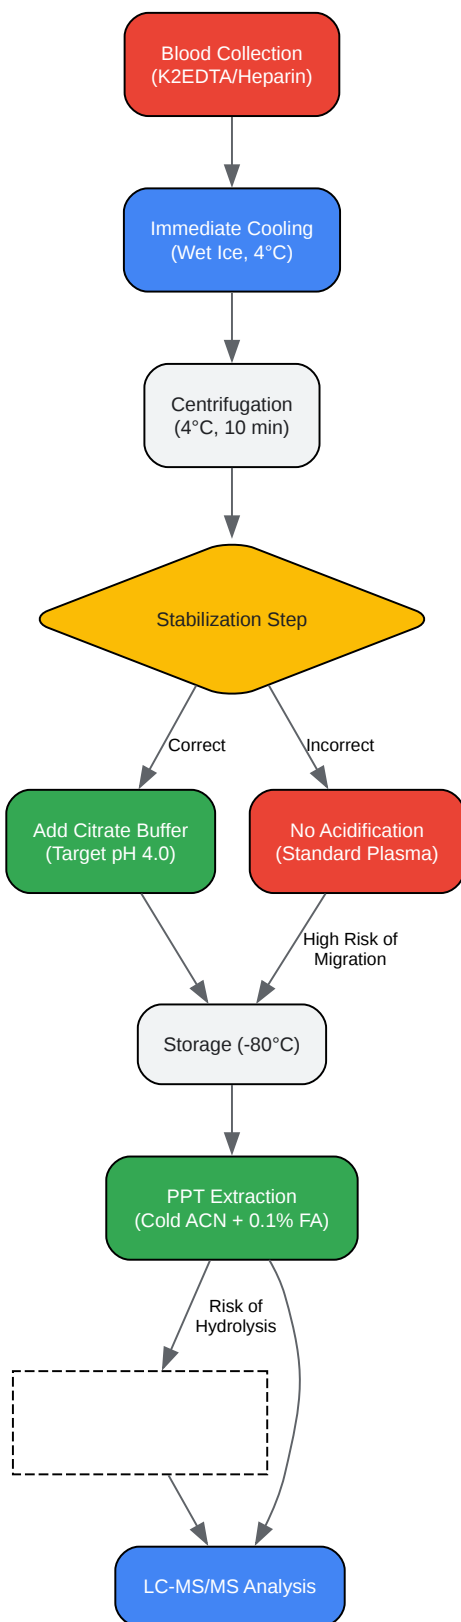 Blood Collection
(K2EDTA/Heparin)
Immediate Cooling
(Wet Ice, 4°C)
Centrifugation
(4°C, 10 min)
Stabilization Step
Correct
Incorrect
Add Citrate Buffer
(Target pH 4.0)
No Acidification
(Standard Plasma)
High Risk of
Migration
Storage (-80°C)
PPT Extraction
(Cold ACN + 0.1% FA)
Risk of
Hydrolysis
LC-MS/MS Analysis